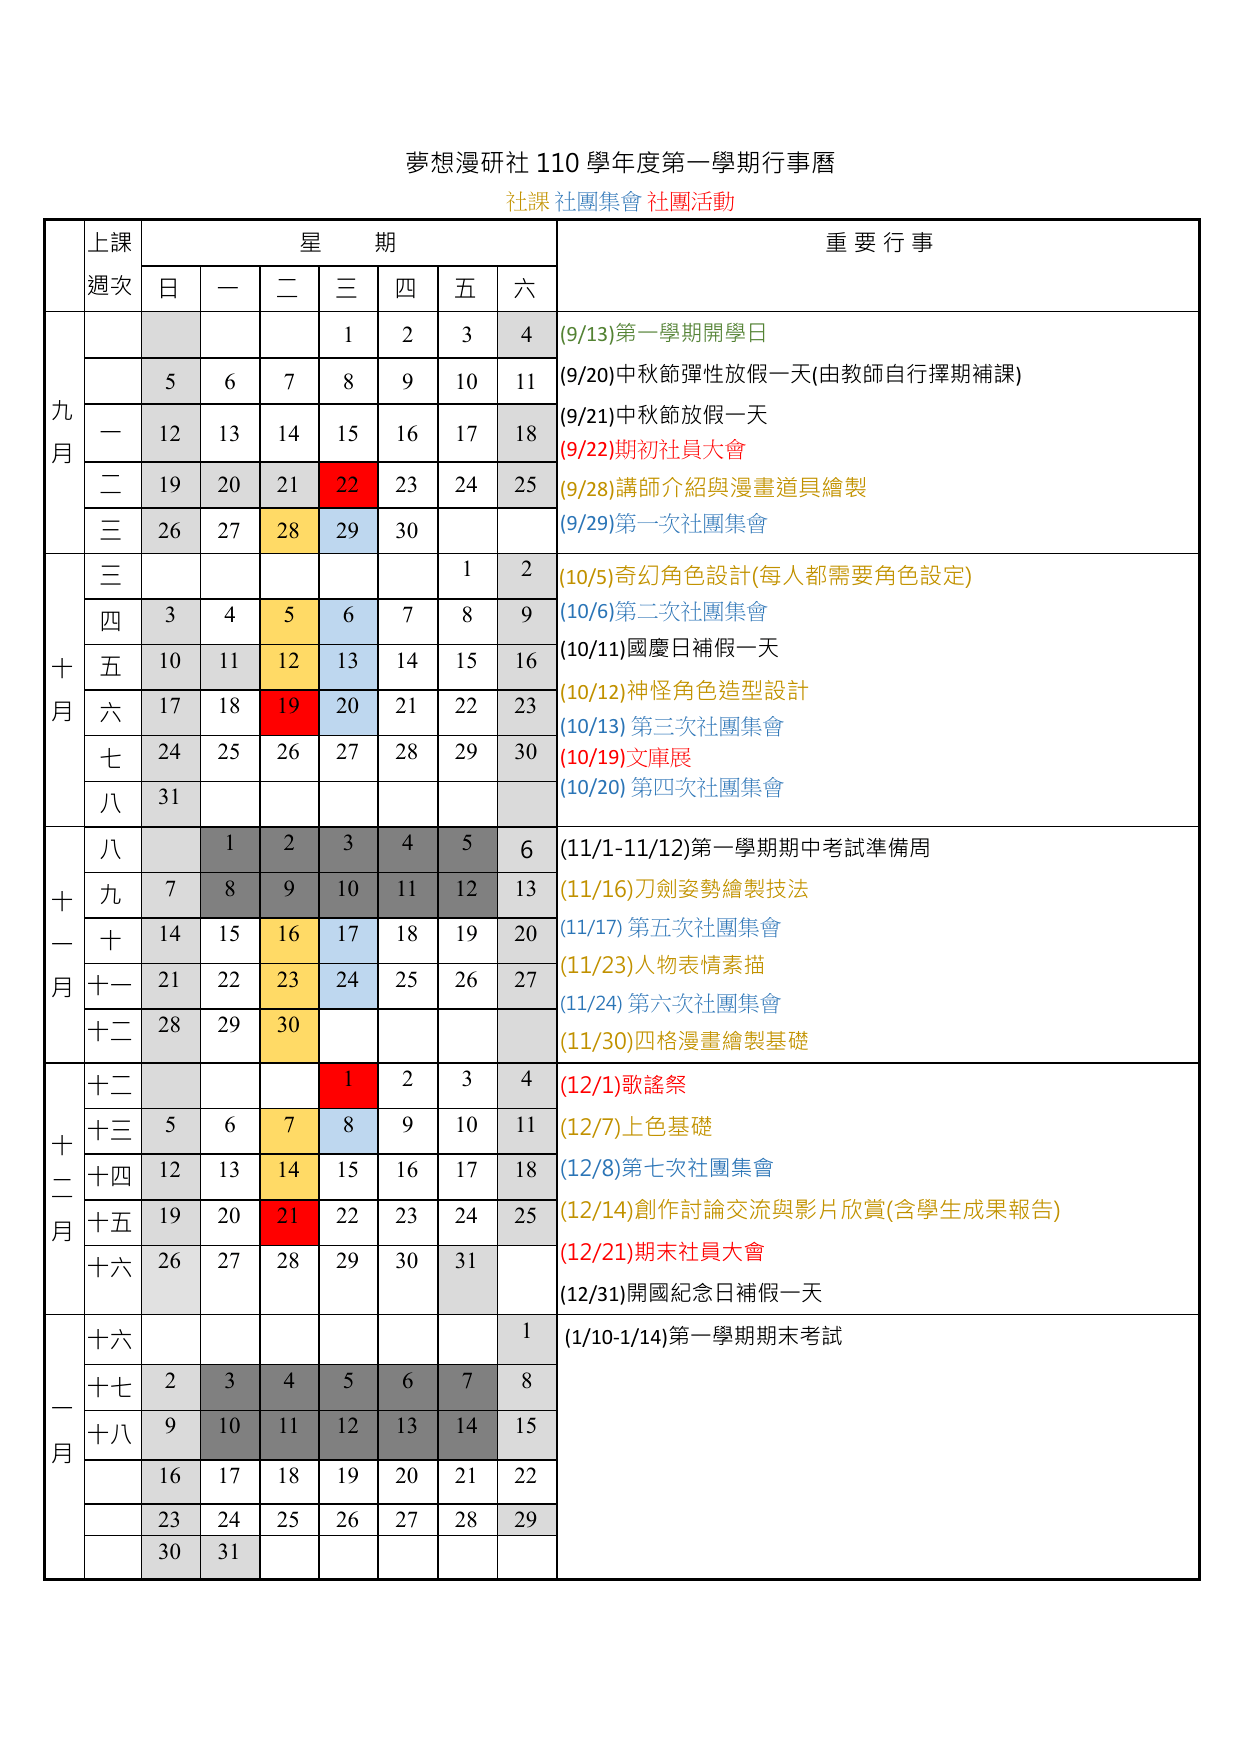 夢想漫研社 110 學年度第一學期行事曆
社課 社團集會 社團活動
上課週次 星 期 重 要 行 事
日 一 二 三 四 五 六
九月
1 2 3 4
5 6 7 8 9 10 11
一 12 13 14 15 16 17 18
二 19 20 21 22 23 24 25
三 26 27 28 29 30
(9/13)第一學期開學日
(9/20)中秋節彈性放假一天(由教師自行擇期補課)
(9/21)中秋節放假一天
(9/22)期初社員大會
(9/28)講師介紹與漫畫道具繪製
(9/29)第一次社團集會
十月
三 1 2
四 3 4 5 6 7 8 9
五 10 11 12 13 14 15 16
六 17 18 19 20 21 22 23
七 24 25 26 27 28 29 30
八 31
(10/5)奇幻角色設計(每人都需要角色設定)
(10/6)第二次社團集會
(10/11)國慶日補假一天
(10/12)神怪角色造型設計
(10/13) 第三次社團集會
(10/19)文庫展
(10/20) 第四次社團集會
十一月
八 1 2 3 4 5 6
九 7 8 9 10 11 12 13
十 14 15 16 17 18 19 20
十一 21 22 23 24 25 26 27
十二 28 29 30
(11/1-11/12)第一學期期中考試準備周
(11/16)刀劍姿勢繪製技法
(11/17) 第五次社團集會
(11/23)人物表情素描
(11/24) 第六次社團集會
(11/30)四格漫畫繪製基礎
十二月
十二 1 2 3 4
十三 5 6 7 8 9 10 11
十四 12 13 14 15 16 17 18
十五 19 20 21 22 23 24 25
十六 26 27 28 29 30 31
(12/1)歌謠祭
(12/7)上色基礎
(12/8)第七次社團集會
(12/14)創作討論交流與影片欣賞(含學生成果報告)
(12/21)期末社員大會
(12/31)開國紀念日補假一天
一月
十六 1
十七 2 3 4 5 6 7 8
十八 9 10 11 12 13 14 15
16 17 18 19 20 21 22
23 24 25 26 27 28 29
30 31
(1/10-1/14)第一學期期末考試